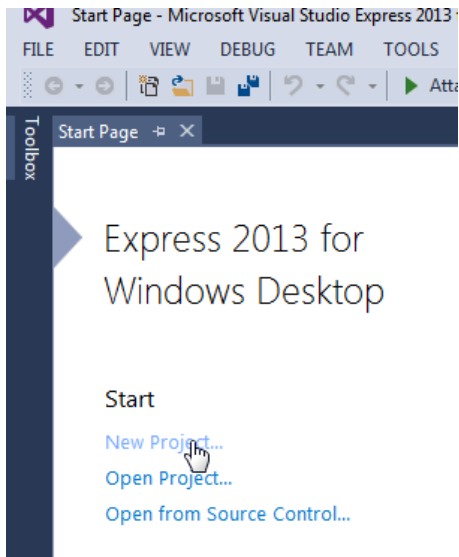 Start Page - Microsoft Visual Studio Express 2013
FILE EDIT VIEW DEBUG TEAM TOOLS
Atta
Toolbox
Start Page
Express 2013 for
Windows Desktop
Start
New Project...
Open Project...
Open from Source Control...